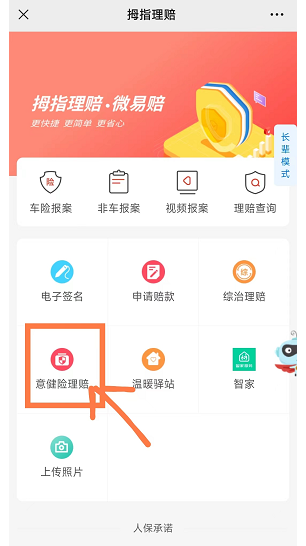 拇指理赔
拇指理赔·微易赔
更快捷 更简单 更省心
长辈模式
车险报案 非车报案 视频报案 理赔查询
电子签名 申请赔款 综治理赔
意健险理赔 温暖驿站 智家
上传照片
人保承诺